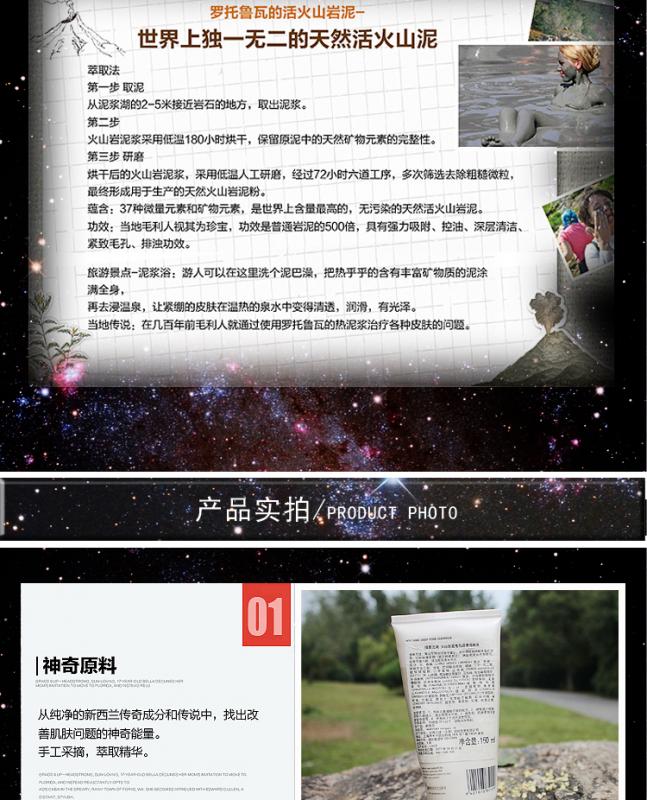 罗托鲁瓦的活火山岩泥-
世界上独一无二的天然活火山泥
萃取法
第一步 取泥
从泥浆湖的2-5米接近岩石的地方，取出泥浆。
第二步
火山岩泥浆采用低温180小时烘干，保留原泥中的天然矿物元素的完整性。
第三步 研磨
烘干后的火山岩泥浆，采用低温人工研磨，经过72小时六道工序，多次筛选去除粗糙微粒，
最终形成用于生产的天然火山岩泥粉。
蕴含：37种微量元素和矿物元素，是世界上含量最高的，无污染的天然活火山岩泥。
功效：当地毛利人视其为珍宝，功效是普通岩泥的500倍，具有强力吸附、控油、深层清洁、
紧致毛孔、排浊功效。
旅游景点-泥浆浴：游人可以在这里洗个泥巴澡，把热乎乎的含有丰富矿物质的泥涂
满全身，
再去浸温泉，让紧绷的皮肤在温热的泉水中变得清透，润滑，有光泽。
当地传说：在几百年前毛利人就通过使用罗托鲁瓦的热泥浆治疗各种皮肤的问题。
产品实拍/PRODUCT PHOTO
01
神奇原料
从纯净的新西兰传奇成分和传说中，找出改
善肌肤问题的神奇能量。
手工采摘，萃取精华。
净含量:150 ml